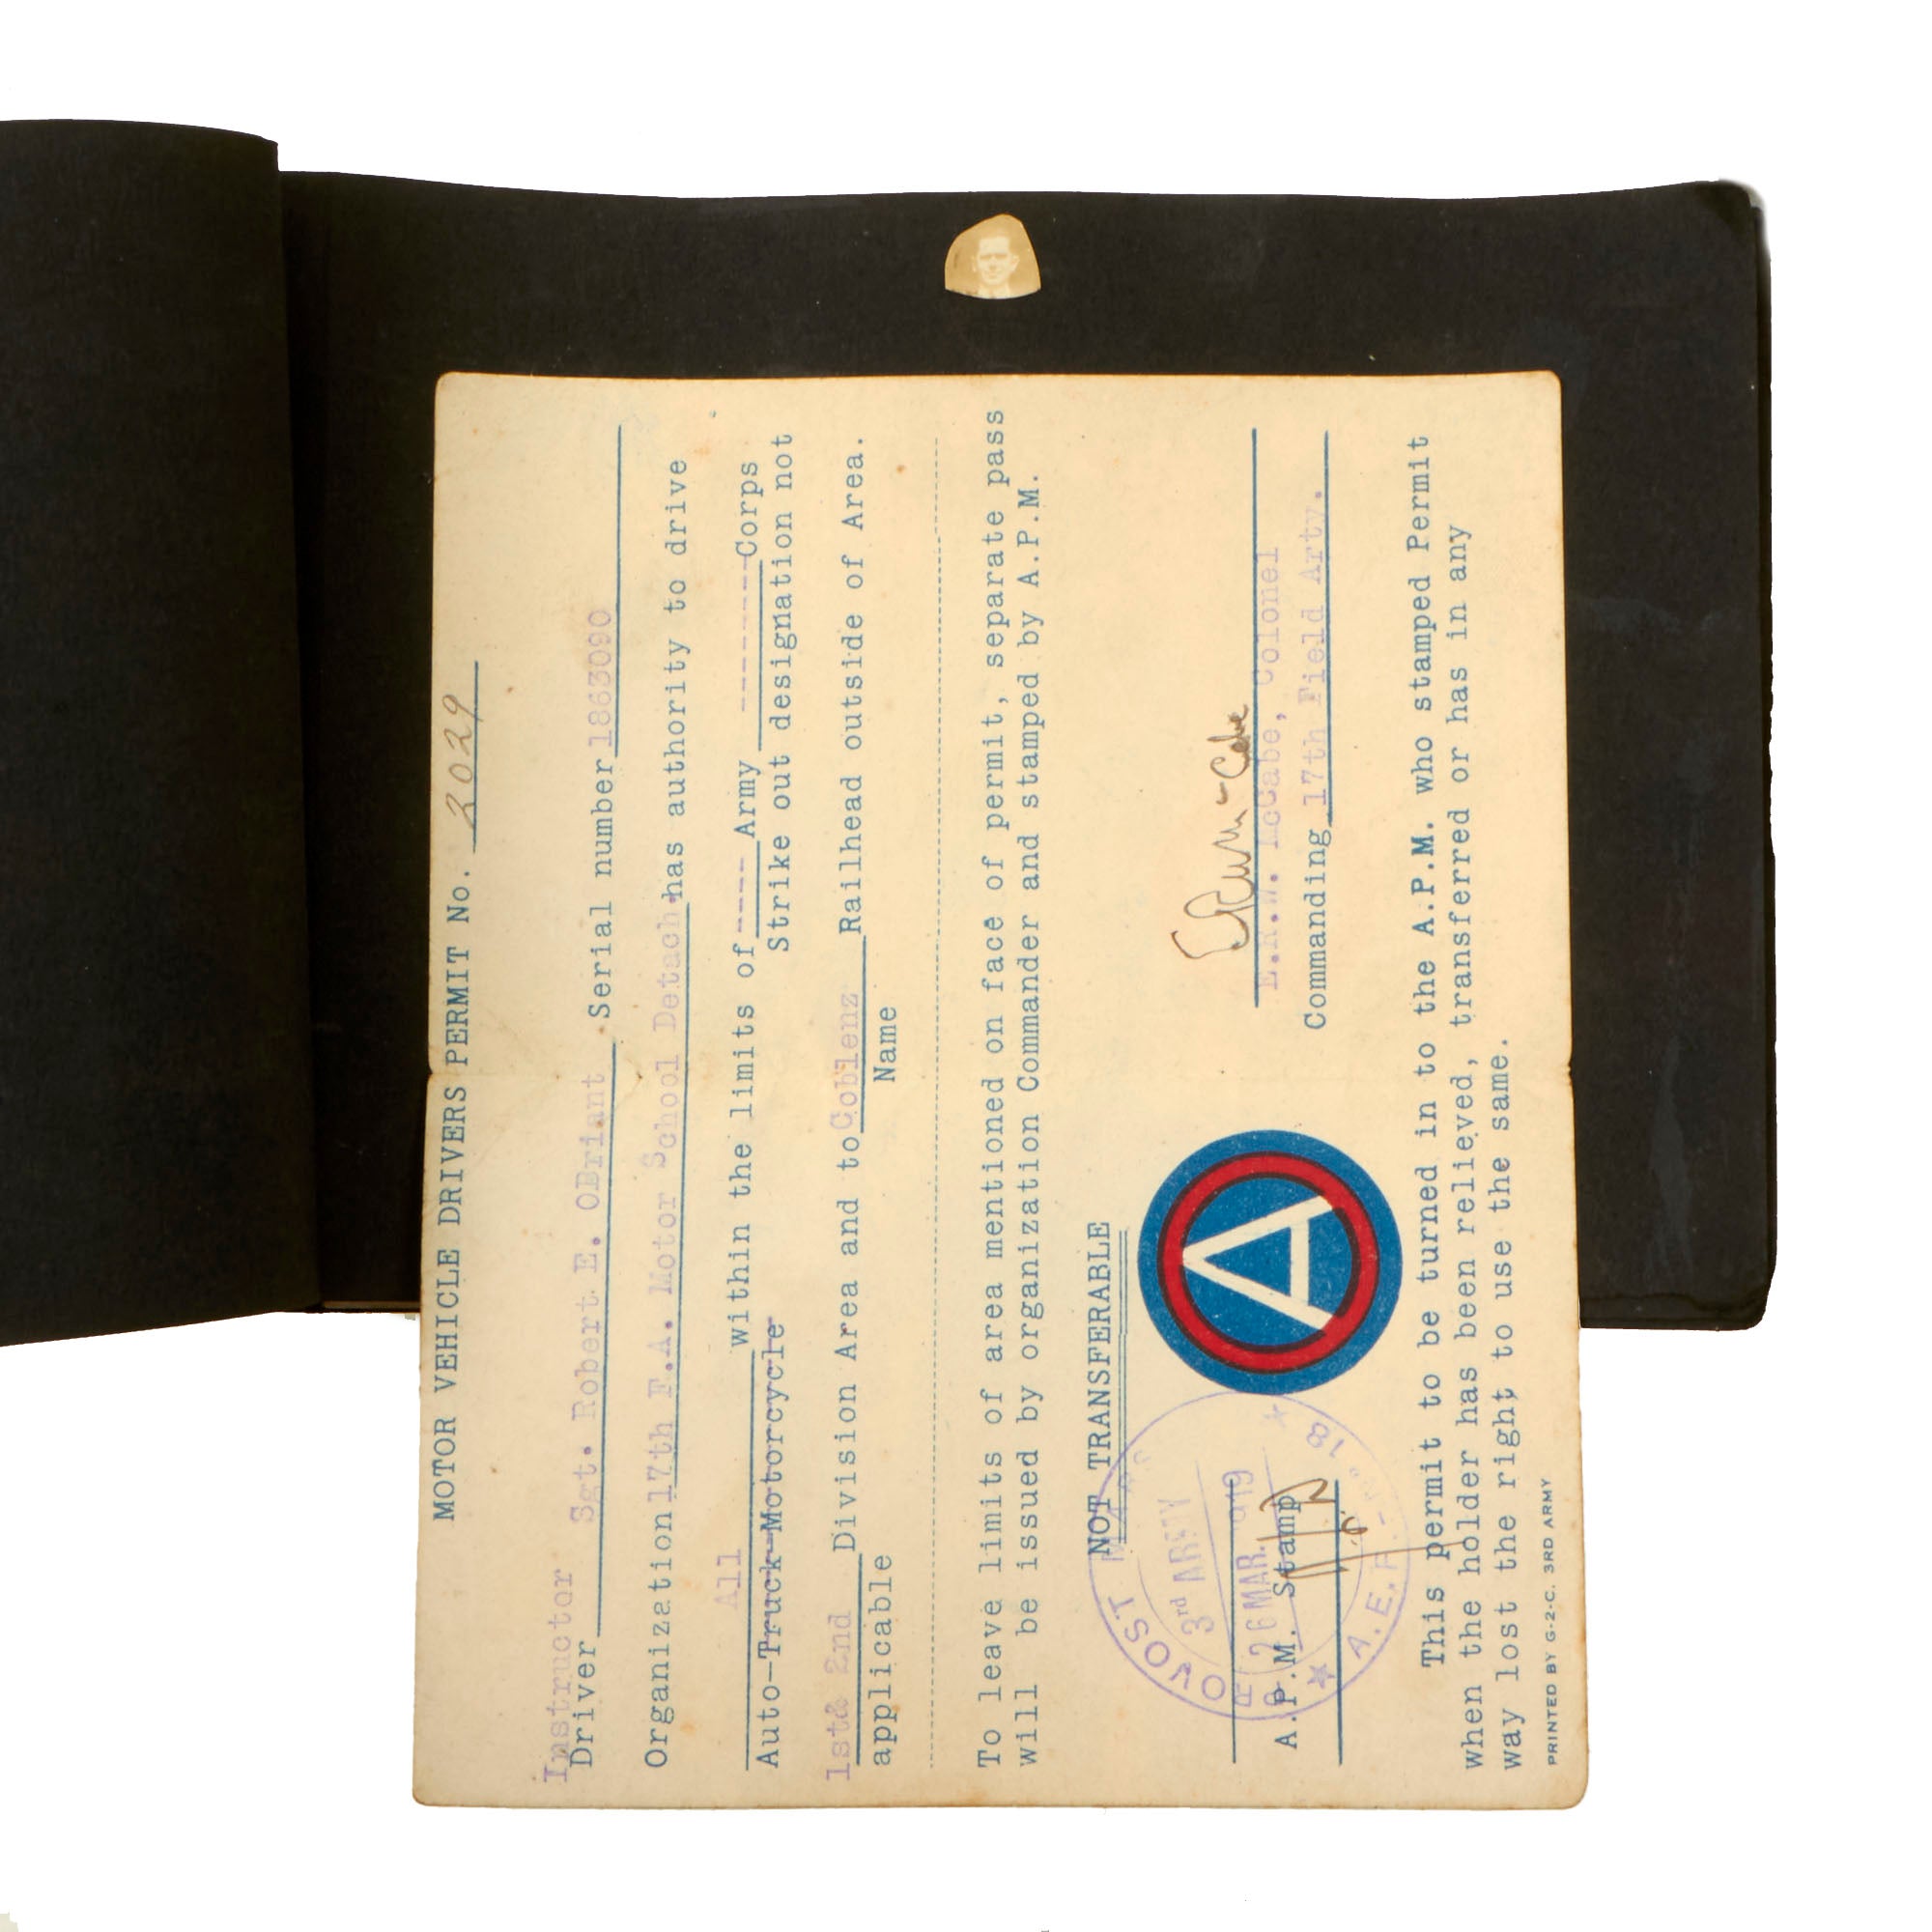 MOTOR VEHICLE DRIVERS PERMIT No. 2029
Instructor
Driver Sgt. Robert E. OBriant. Serial number 1863090
Organization 17th F.A. Motor School Detach. has authority to drive
All within the limits of ---- Army ------- Corps
Auto-Truck-Motorcycle Strike out designation not
1st& 2nd Division Area and to Coblenz Railhead outside of Area.
applicable Name
To leave limits of area mentioned on face of permit, separate pass
will be issued by organization Commander and stamped by A.P.M.
NOT TRANSFERABLE
A
OVOST
3rd ARMY
26 MAR. 919
A.E.F.
18
A.P.M. Stamp
E.R.W. McCabe, Colonel
Commanding 17th Field Arty.
This permit to be turned in to the A.P.M. who stamped Permit
when the holder has been relieved, transferred or has in any
way lost the right to use the same.
PRINTED BY G-2-C. 3RD ARMY